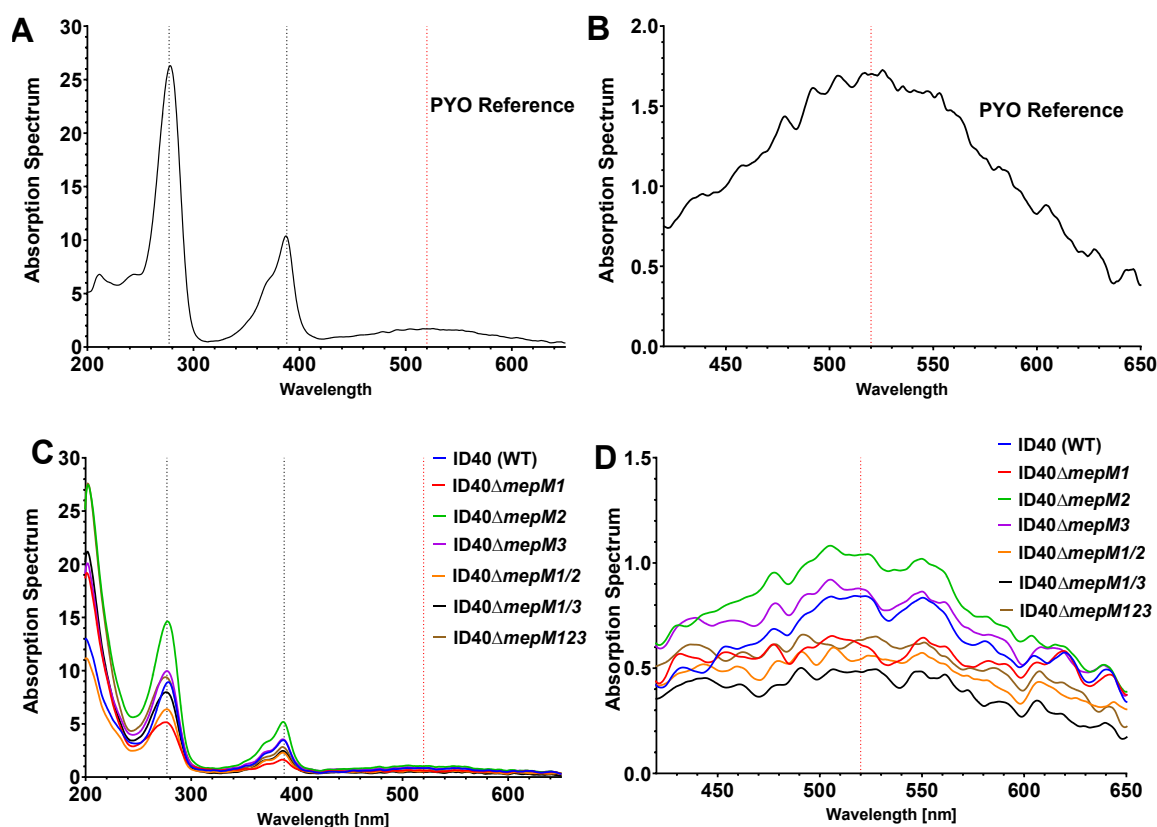 A
PYO Reference
Absorption Spectrum
30
25
20
15
10
5
0
200
300
400
500
600
Wavelength
B
PYO Reference
Absorption Spectrum
2.0
1.5
1.0
0.5
0.0
450
500
550
600
650
Wavelength
C
Absorption Spectrum
30
25
20
15
10
5
0
200
300
400
500
600
Wavelength [nm]
ID40 (WT)
ID40ΔmepM1
ID40ΔmepM2
ID40ΔmepM3
ID40ΔmepM1/2
ID40ΔmepM1/3
ID40ΔmepM123
D
Absorption Spectrum
1.5
1.0
0.5
0.0
450
500
550
600
650
Wavelength [nm]
ID40 (WT)
ID40ΔmepM1
ID40ΔmepM2
ID40ΔmepM3
ID40ΔmepM1/2
ID40ΔmepM1/3
ID40ΔmepM123